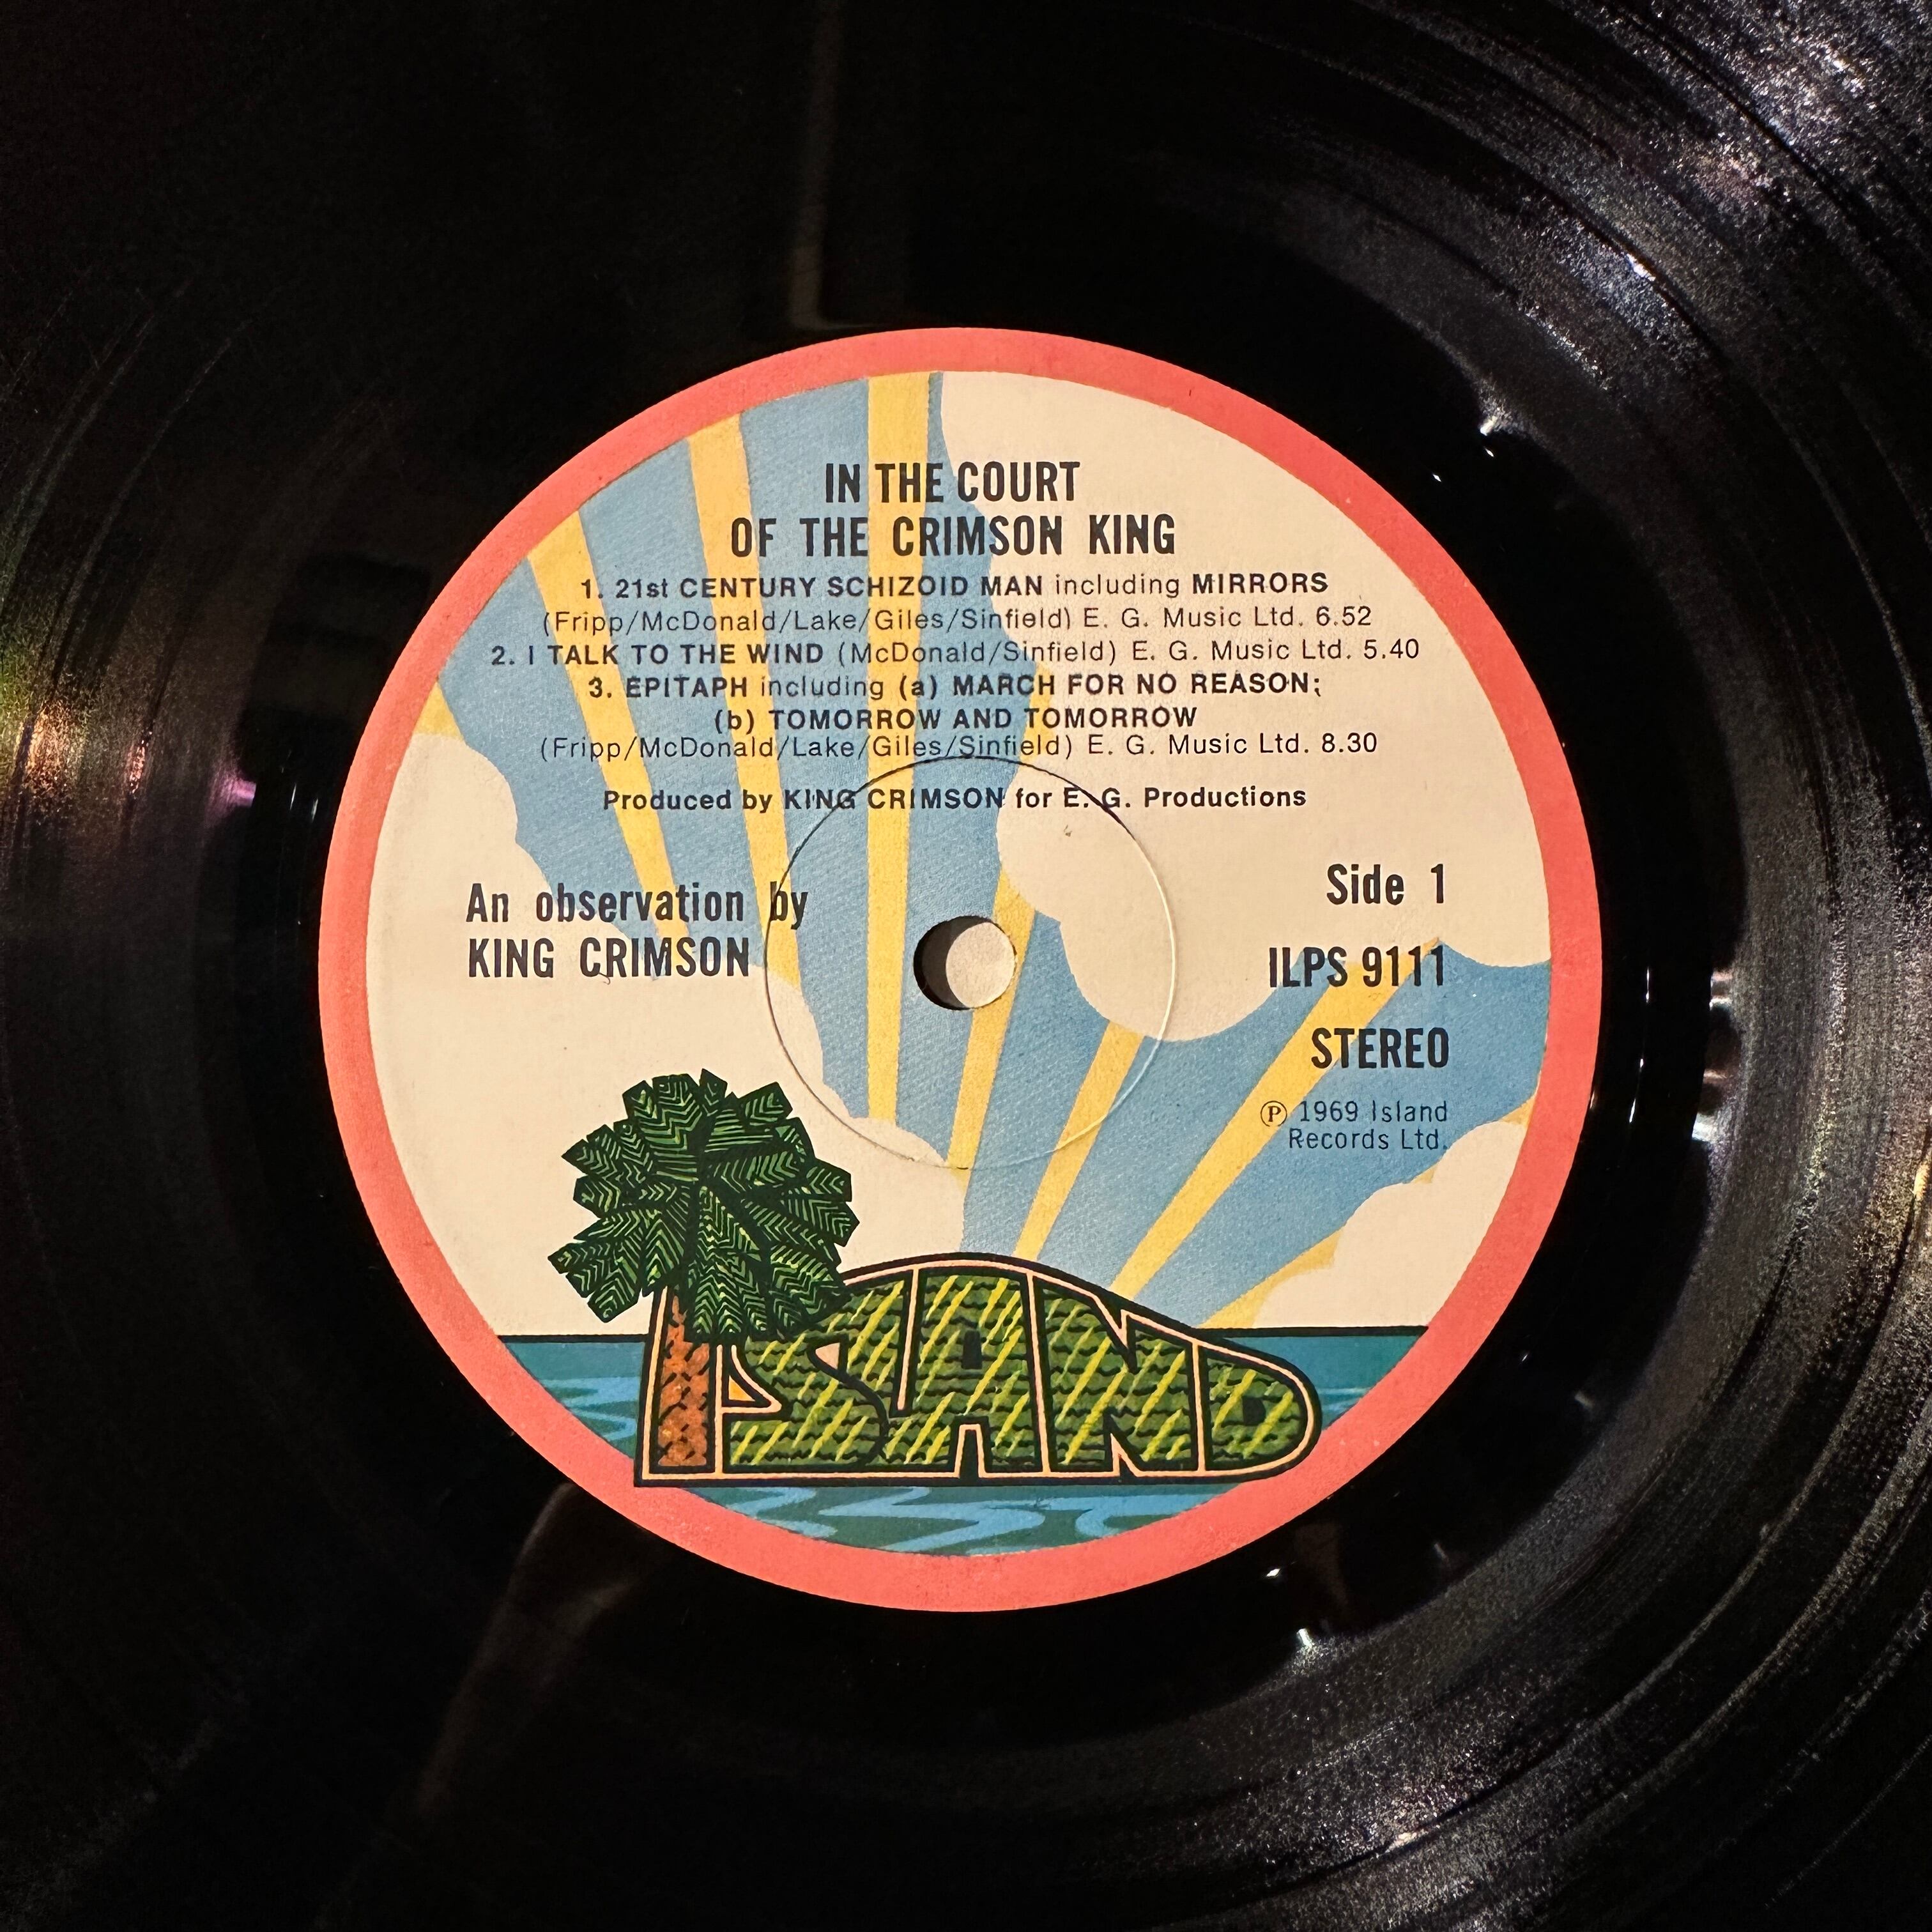 IN THE COURT
OF THE CRIMSON KING
1. 21st CENTURY SCHIZOID MAN including MIRRORS
(Fripp/McDonald/Lake/Giles/Sinfield) E. G. Music Ltd. 6.52
2. I TALK TO THE WIND (McDonald/Sinfield) E. G. Music Ltd. 5.40
3. EPITAPH including (a) MARCH FOR NO REASON;
(b) TOMORROW AND TOMORROW
(Fripp/McDonald/Lake/Giles/Sinfield) E. G. Music Ltd. 8.30
Produced by KING CRIMSON for E. G. Productions
An observation by
KING CRIMSON
Side 1
ILPS 9111
STEREO
Ⓟ 1969 Island
Records Ltd.
ISLAND